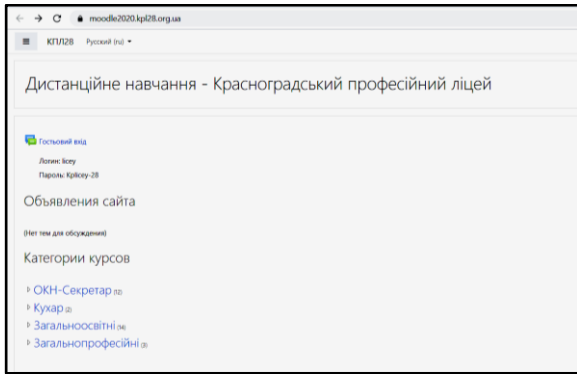 moodle2020.kpl28.org.ua
КПЛ28 Русский (ru)
Дистанційне навчання - Красноградський професійний ліцей
Гостьовий вхід
Логин: licey
Пароль: Kplicey-28
Объявления сайта
(Нет тем для обсуждения)
Категории курсов
ОКН-Секретар (12)
Кухар (2)
Загальноосвітні (14)
Загальнопрофесійні (3)